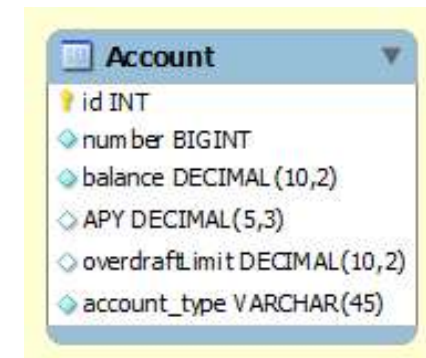 Account
id INT
number BIGINT
balance DECIMAL(10,2)
APY DECIMAL(5,3)
overdraftLimit DECIMAL(10,2)
account_type VARCHAR(45)